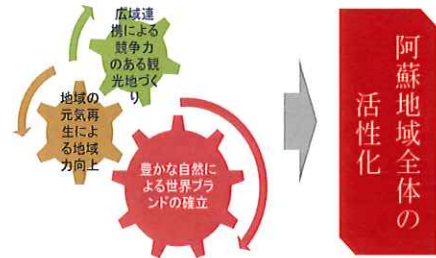 広域連
携による
競争力
のある観
光地づく
り
地域の
元気再
生によ
る地域
力向上
豊かな自然に
よる世界ブラ
ンドの確立
阿蘇地域全体の
活性化